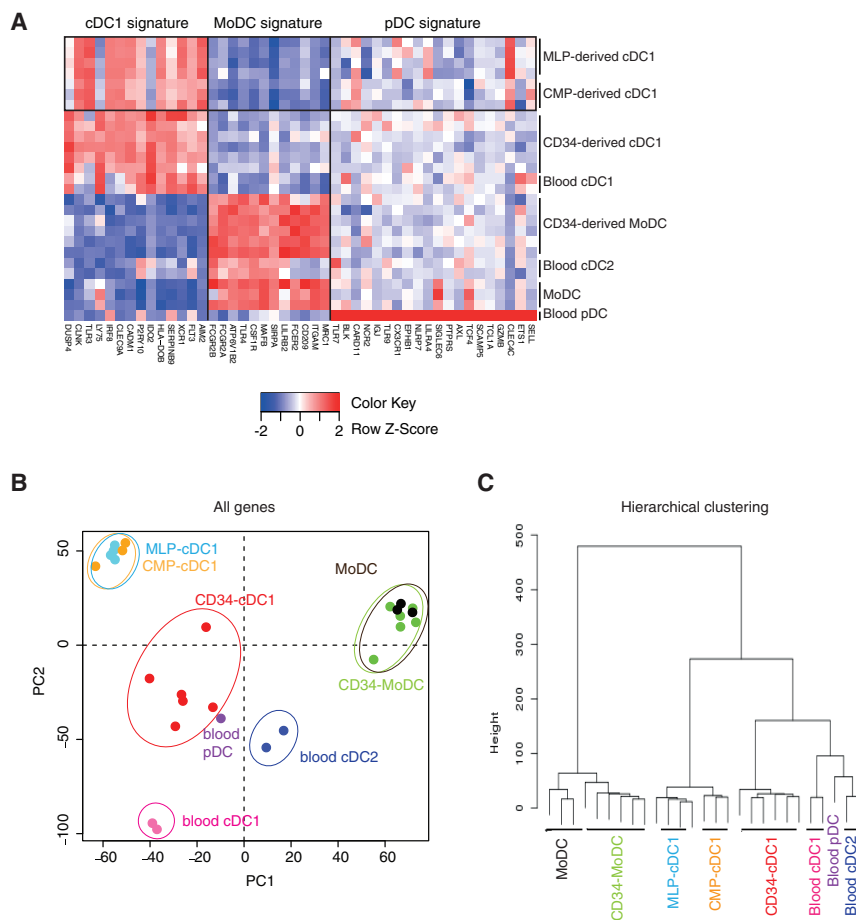 A
cDC1 signature MoDC signature pDC signature
MLP-derived cDC1
CMP-derived cDC1
CD34-derived cDC1
Blood cDC1
CD34-derived MoDC
Blood cDC2
MoDC
Blood pDC
DUSP4
CLNK
TLR3
LY75
IRF8
CLEC9A
CADM1
P2RY10
IDO2
HLA-DOB
SERPINB9
XCR1
FLT3
AIM2
FCGR2B
FCGR2A
ATP6V1B2
TLR4
CSF1R
MAFB
SIRPA
LILRB2
FCER2
CD209
ITGAM
MRC1
TLR7
BLK
CARD11
NCR2
IGJ
TLR9
CX3CR1
EPHB1
NLRP7
LILRA4
SIGLEC6
PTPRS
AXL
TCF4
SCAMP5
TCL1A
GZMB
CLEC4C
ETS1
SELL
Color Key
-2 0 2
Row Z-Score
B
All genes
PC2
50
0
-50
-100
MLP-cDC1
CMP-cDC1
MoDC
CD34-cDC1
CD34-MoDC
blood
pDC
blood cDC2
blood cDC1
-60 -40 -20 0 20 40 60
PC1
C
Hierarchical clustering
Height
500
400
300
200
100
0
MoDC
CD34-MoDC
MLP-cDC1
CMP-cDC1
CD34-cDC1
Blood cDC1
Blood pDC
Blood cDC2